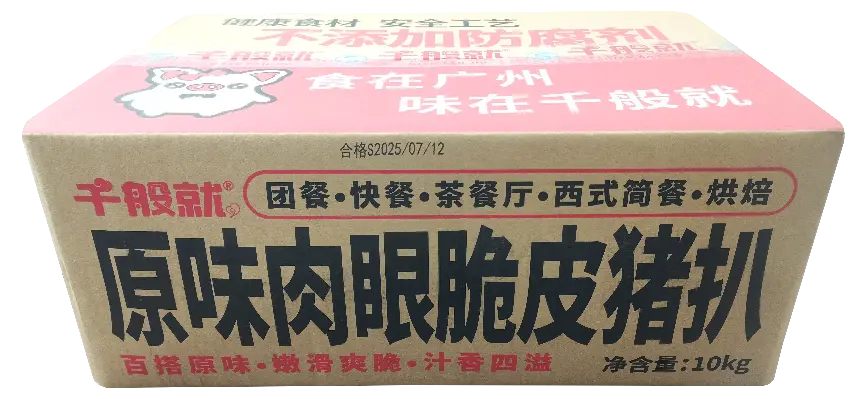 健康食材 安全工艺
不添加防腐剂
千般就 千般就 千般就
食在广州
味在千般就
合格S2025/07/12
千般就®
团餐·快餐·茶餐厅·西式简餐·烘焙
原味肉眼脆皮猪扒
百搭原味·嫩滑爽脆·汁香四溢
净含量:10kg